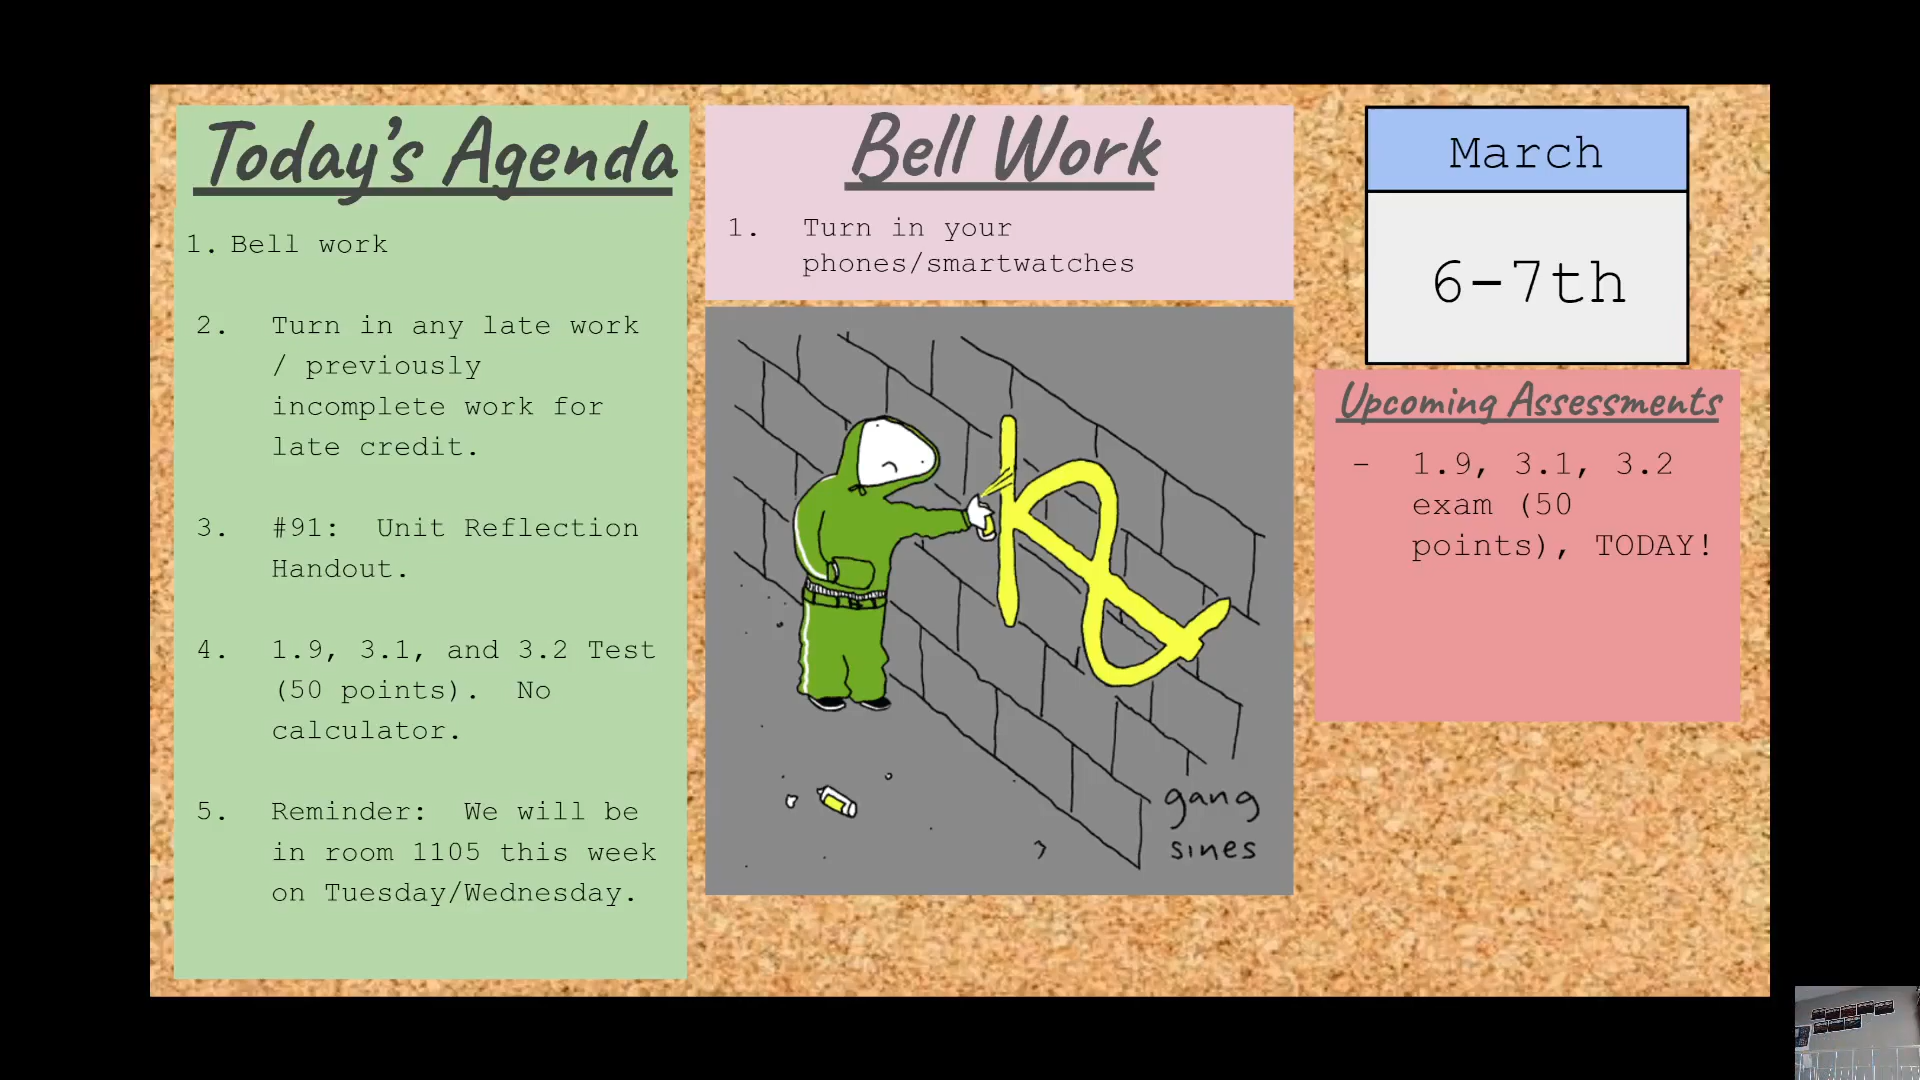 Today's Agenda
1. Bell work
2. Turn in any late work
/ previously
incomplete work for
late credit.
3. #91: Unit Reflection
Handout.
4. 1.9, 3.1, and 3.2 Test
(50 points). No
calculator.
5. Reminder: We will be
in room 1105 this week
on Tuesday/Wednesday.
Bell Work
1. Turn in your
phones/smartwatches
gang
sines
March
6-7th
Upcoming Assessments
- 1.9, 3.1, 3.2
exam (50
points), TODAY!